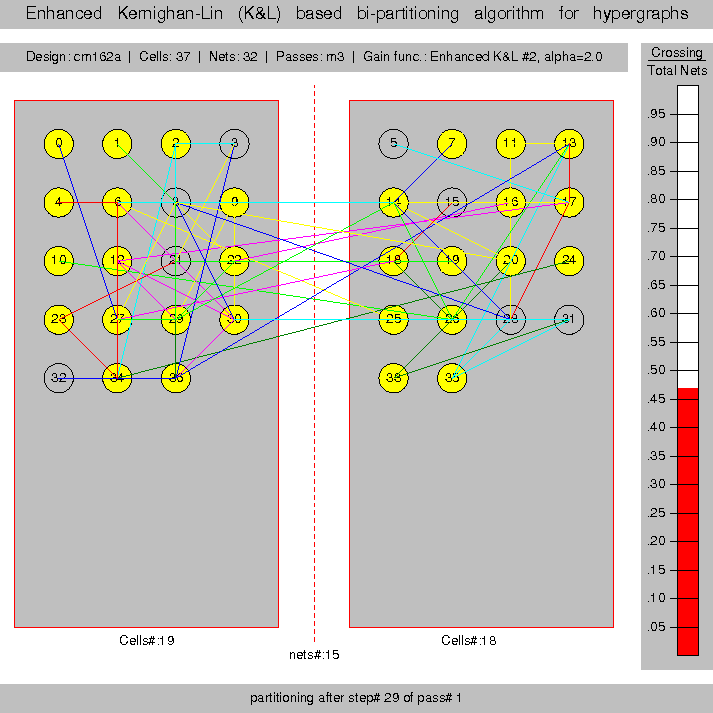 Enhanced Kernighan-Lin (K&L) based bi-partitioning algorithm for hypergraphs
Design: cm162a | Cells: 37 | Nets: 32 | Passes: m3 | Gain func.: Enhanced K&L #2, alpha=2.0
Crossing
Total Nets
.95
.90
.85
.80
.75
.70
.65
.60
.55
.50
.45
.40
.35
.30
.25
.20
.15
.10
.05
0 1 2 3 5 7 11 13
4 6 9 14 15 16 17
10 12 21 22 18 19 20 24
23 27 29 30 25 26 28 31
32 34 36 33 35
Cells#:19 Cells#:18
nets#:15
partitioning after step# 29 of pass# 1